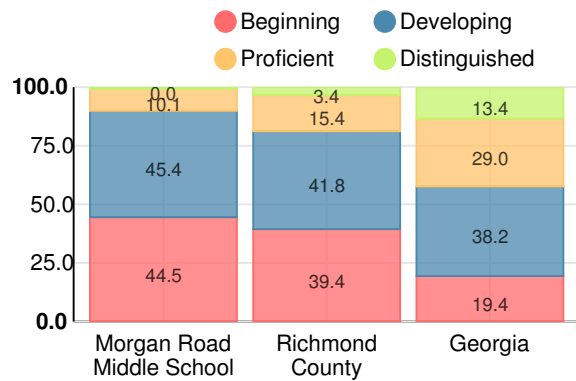 Beginning
Developing
Proficient
Distinguished
100.0
75.0
50.0
25.0
0.0
0.0
10.1
45.4
44.5
3.4
15.4
41.8
39.4
13.4
29.0
38.2
19.4
Morgan Road
Middle School
Richmond
County
Georgia